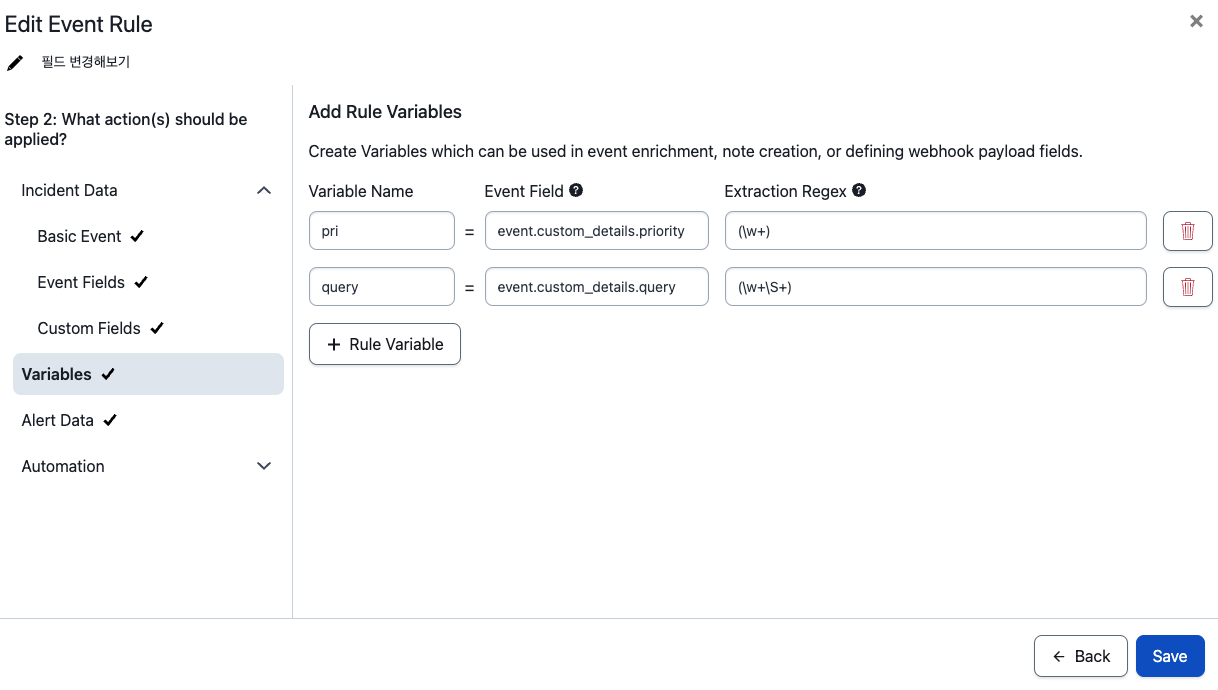 Edit Event Rule
필드 변경해보기
Step 2: What action(s) should be
applied?
Incident Data
Basic Event
Event Fields
Custom Fields
Variables
Alert Data
Automation
Add Rule Variables
Create Variables which can be used in event enrichment, note creation, or defining webhook payload fields.
Variable Name Event Field Extraction Regex
pri = event.custom_details.priority (\w+)
query = event.custom_details.query (\w+\S+)
+ Rule Variable
← Back Save